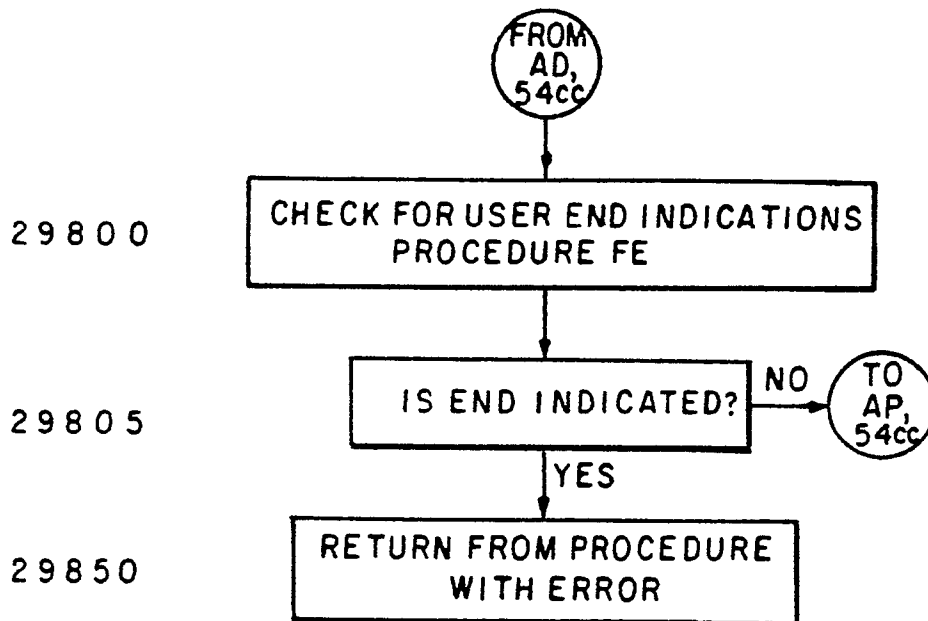 FROM
AD,
54cc
29800
CHECK FOR USER END INDICATIONS
PROCEDURE FE
29805
IS END INDICATED?
NO
TO
AP,
54cc
YES
29850
RETURN FROM PROCEDURE
WITH ERROR